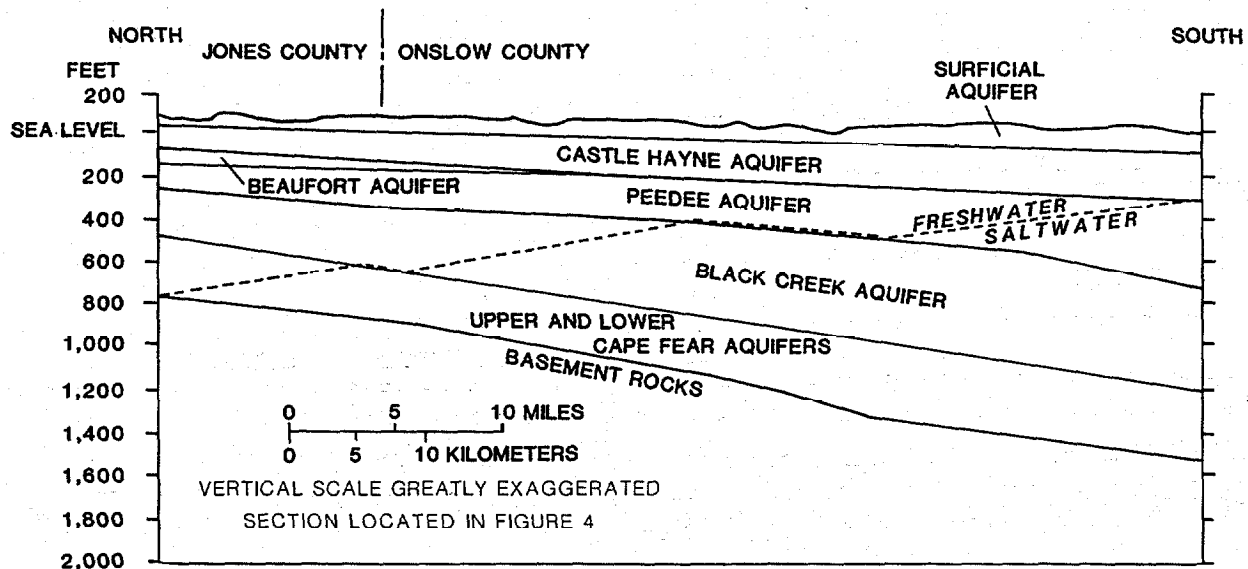 NORTH
SOUTH
JONES COUNTY
ONSLOW COUNTY
FEET
SURFICIAL
AQUIFER
200
SEA LEVEL
CASTLE HAYNE AQUIFER
BEAUFORT AQUIFER
200
PEEDEE AQUIFER
FRESHWATER
SALTWATER
400
600
BLACK CREEK AQUIFER
800
UPPER AND LOWER
CAPE FEAR AQUIFERS
1,000
BASEMENT ROCKS
1,200
0 5 10 MILES
1,400
0 5 10 KILOMETERS
1,600
VERTICAL SCALE GREATLY EXAGGERATED
1.800
SECTION LOCATED IN FIGURE 4
2,000